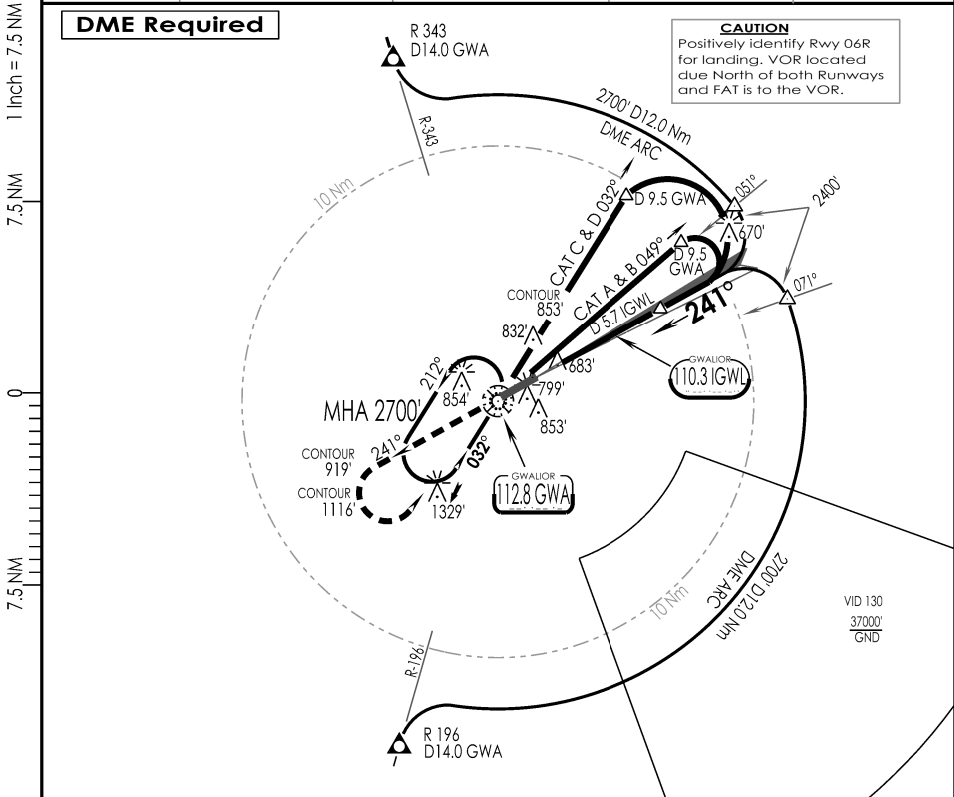 DME Required
R 343
D14.0 GWA
CAUTION
Positively identify Rwy 06R
for landing. VOR located
due North of both Runways
and FAT is to the VOR.
1 Inch = 7.5 NM
7.5 NM
0
7.5 NM
R-343
2700' D12.0 Nm
DME ARC
10 Nm
CAT C & D 032°
D 9.5 GWA
051°
2400'
670'
CAT A & B 049°
D 9.5
GWA
071°
CONTOUR
853'
D 5.7 IGWL
241°
832'
683'
GWALIOR
110.3 IGWL
212°
854'
799'
853'
MHA 2700'
241°
CONTOUR
919'
CONTOUR
1116'
032°
1329'
GWALIOR
112.8 GWA
2700' D12.0 Nm
DME ARC
10 Nm
VID 130
37000'
GND
R-196
R 196
D14.0 GWA